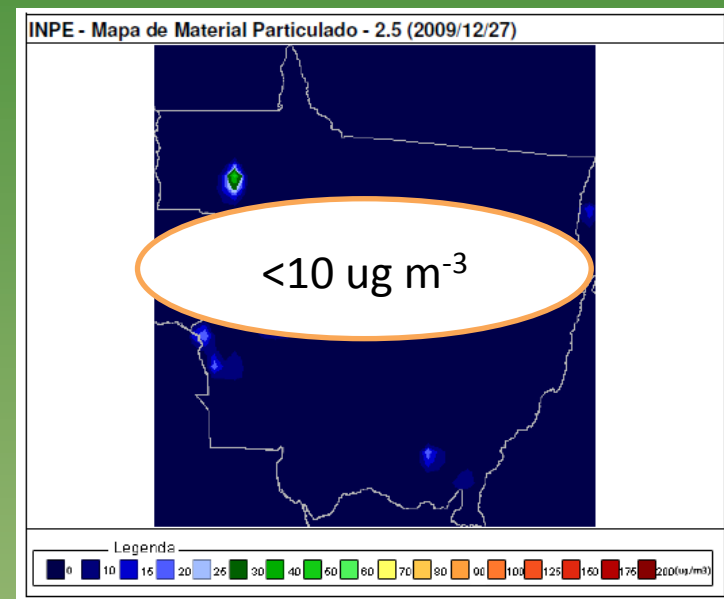 INPE - Mapa de Material Particulado - 2.5 (2009/12/27)
<10 ug m⁻³
Legenda
0 10 15 20 25 30 40 50 60 70 80 90 100 125 150 175 200(ug/m3)